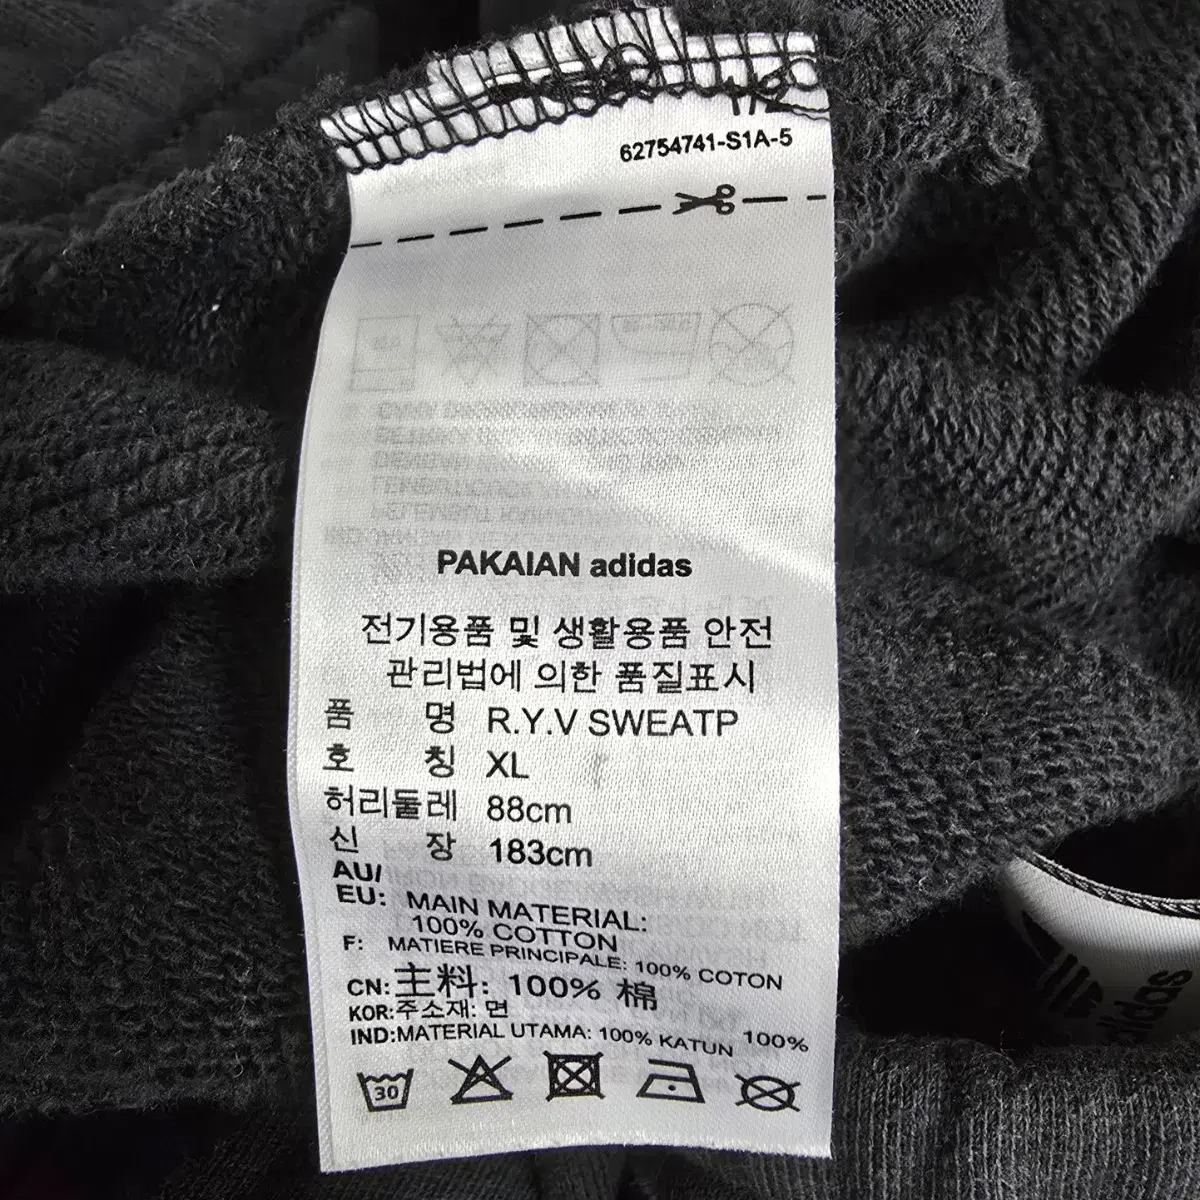 62754741-S1A-5
PAKAIAN adidas
전기용품 및 생활용품 안전
관리법에 의한 품질표시
품 명 R.Y.V SWEATP
호 칭 XL
허리둘레 88cm
신 장 183cm
AU/
EU: MAIN MATERIAL:
100% COTTON
F: MATIERE PRINCIPALE: 100% COTON
CN: 主料: 100% 棉
KOR:주소재: 면 100%
IND:MATERIAL UTAMA: 100% KATUN
30
adidas